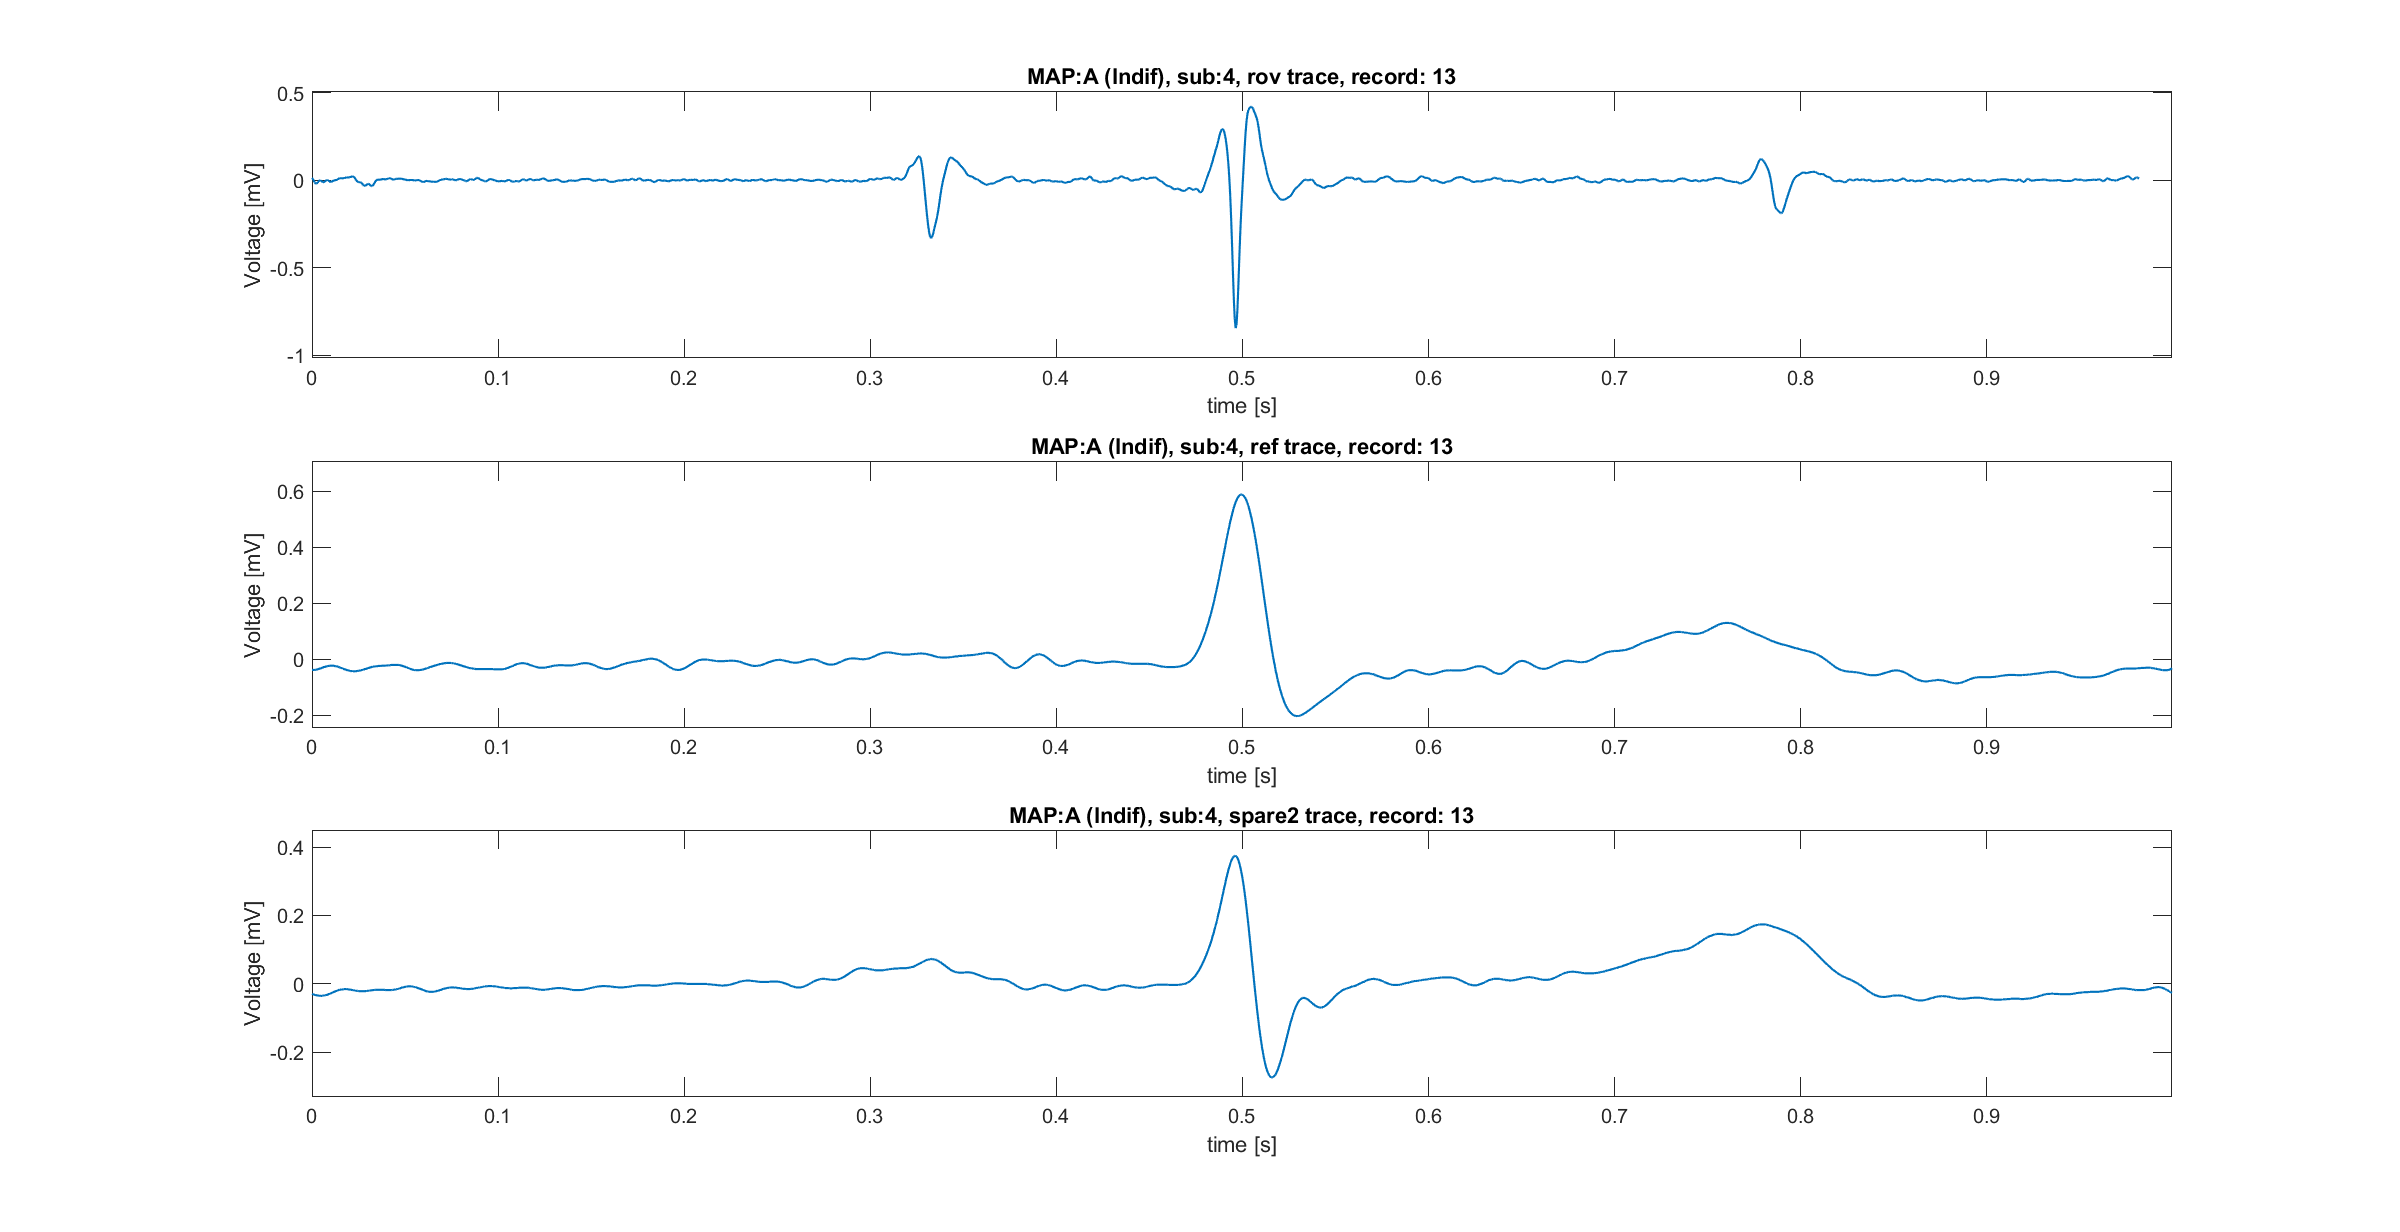 MAP:A (Indif), sub:4, rov trace, record: 13
Voltage [mV]
0.5
0
-0.5
-1
0 0.1 0.2 0.3 0.4 0.5 0.6 0.7 0.8 0.9
time [s]
MAP:A (Indif), sub:4, ref trace, record: 13
Voltage [mV]
0.6
0.4
0.2
0
-0.2
0 0.1 0.2 0.3 0.4 0.5 0.6 0.7 0.8 0.9
time [s]
MAP:A (Indif), sub:4, spare2 trace, record: 13
Voltage [mV]
0.4
0.2
0
-0.2
0 0.1 0.2 0.3 0.4 0.5 0.6 0.7 0.8 0.9
time [s]